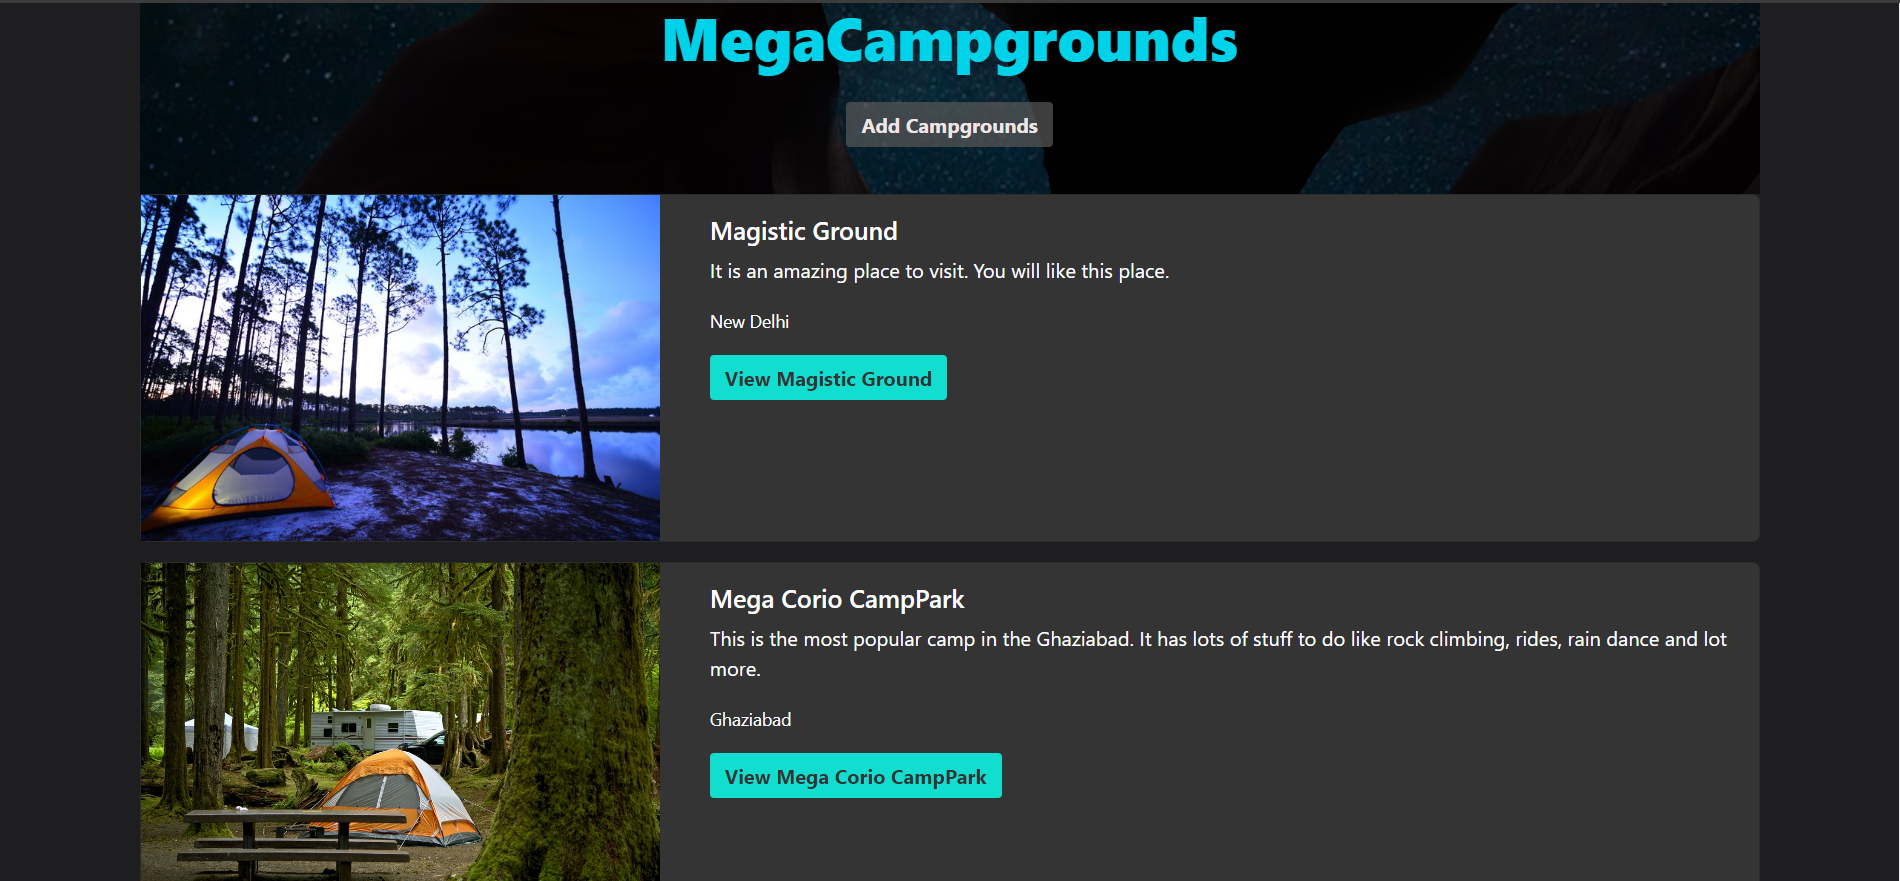 MegaCampgrounds
Add Campgrounds
Magistic Ground
It is an amazing place to visit. You will like this place.
New Delhi
View Magistic Ground
Mega Corio CampPark
This is the most popular camp in the Ghaziabad. It has lots of stuff to do like rock climbing, rides, rain dance and lot
more.
Ghaziabad
View Mega Corio CampPark